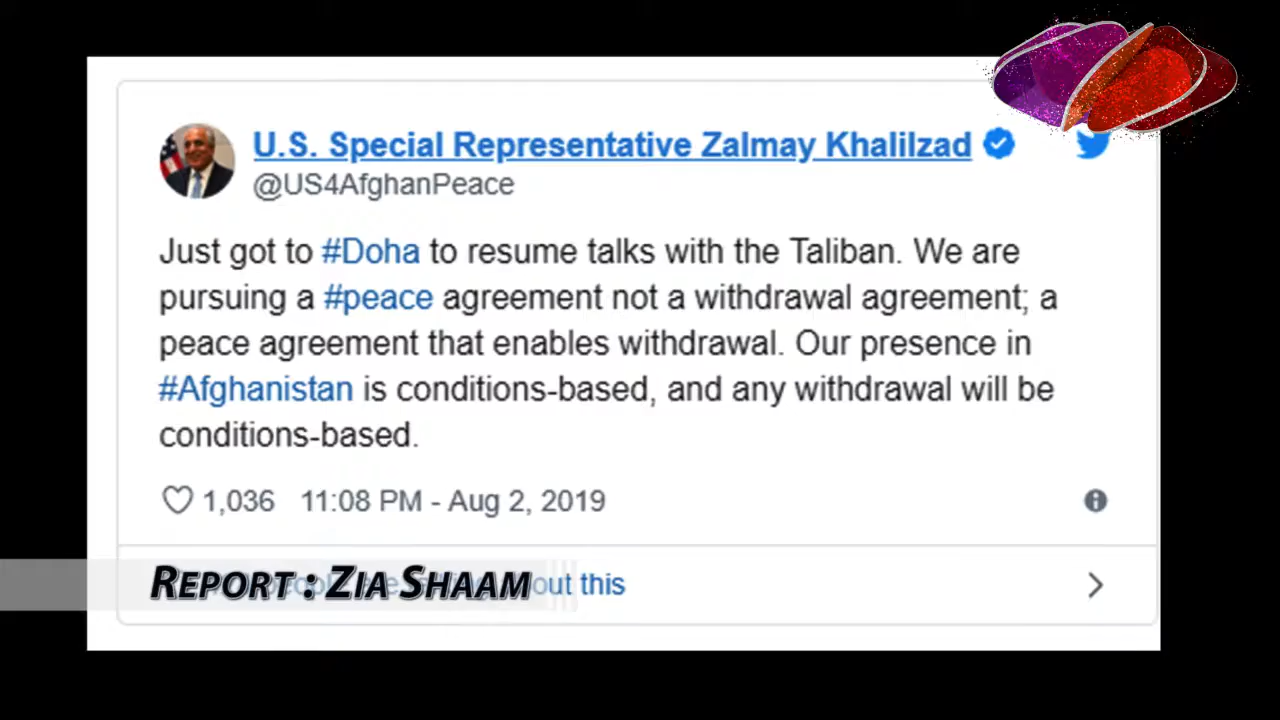 U.S. Special Representative Zalmay Khalilzad
@US4AfghanPeace
Just got to #Doha to resume talks with the Taliban. We are
pursuing a #peace agreement not a withdrawal agreement; a
peace agreement that enables withdrawal. Our presence in
#Afghanistan is conditions-based, and any withdrawal will be
conditions-based.
1,036 11:08 PM - Aug 2, 2019
REPORT : ZIA SHAAM
this